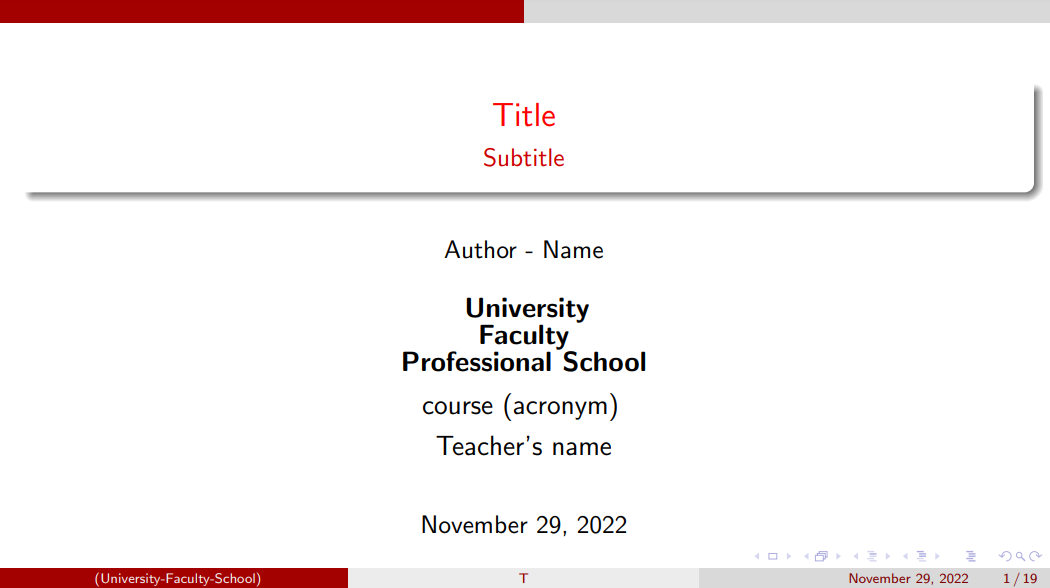 Title
Subtitle
Author - Name
University
Faculty
Professional School
course (acronym)
Teacher's name
November 29, 2022
(University-Faculty-School)
T
November 29, 2022
1 / 19